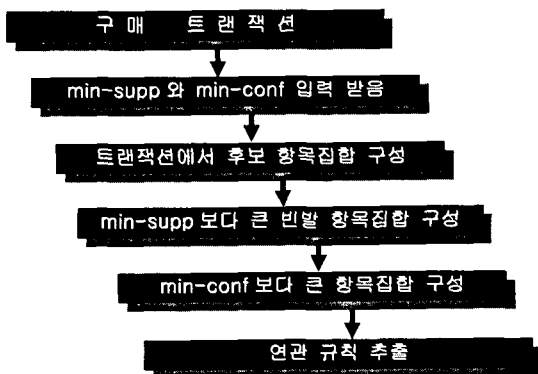 구 매 트 랜 잭 션
min-supp 와 min-conf 입력 받음
트랜잭션에서 후보 항목집합 구성
min-supp 보다 큰 빈발 항목집합 구성
min-conf 보다 큰 항목집합 구성
연관 규칙 추출